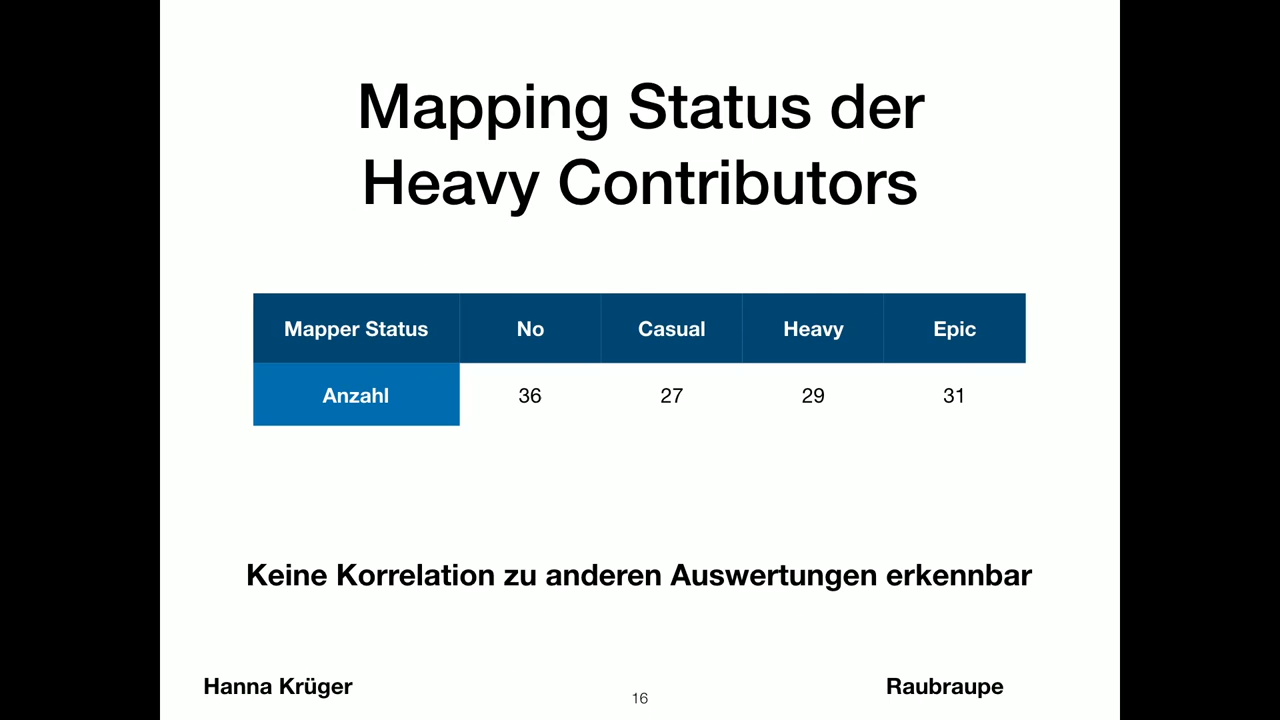 Mapping Status der
Heavy Contributors
Mapper Status No Casual Heavy Epic
Anzahl 36 27 29 31
Keine Korrelation zu anderen Auswertungen erkennbar
Hanna Krüger 16 Raubraupe